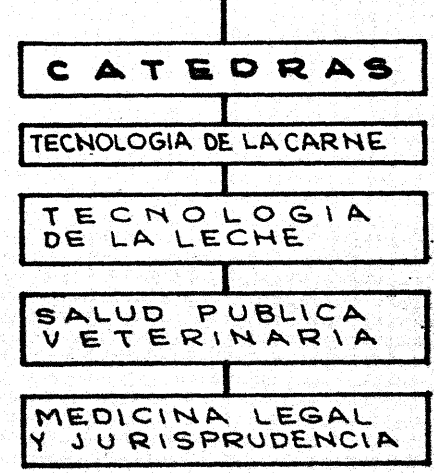 CATEDRAS
TECNOLOGIA DE LA CARNE
TECNOLOGIA
DE LA LECHE
SALUD PUBLICA
VETERINARIA
MEDICINA LEGAL
Y JURISPRUDENCIA